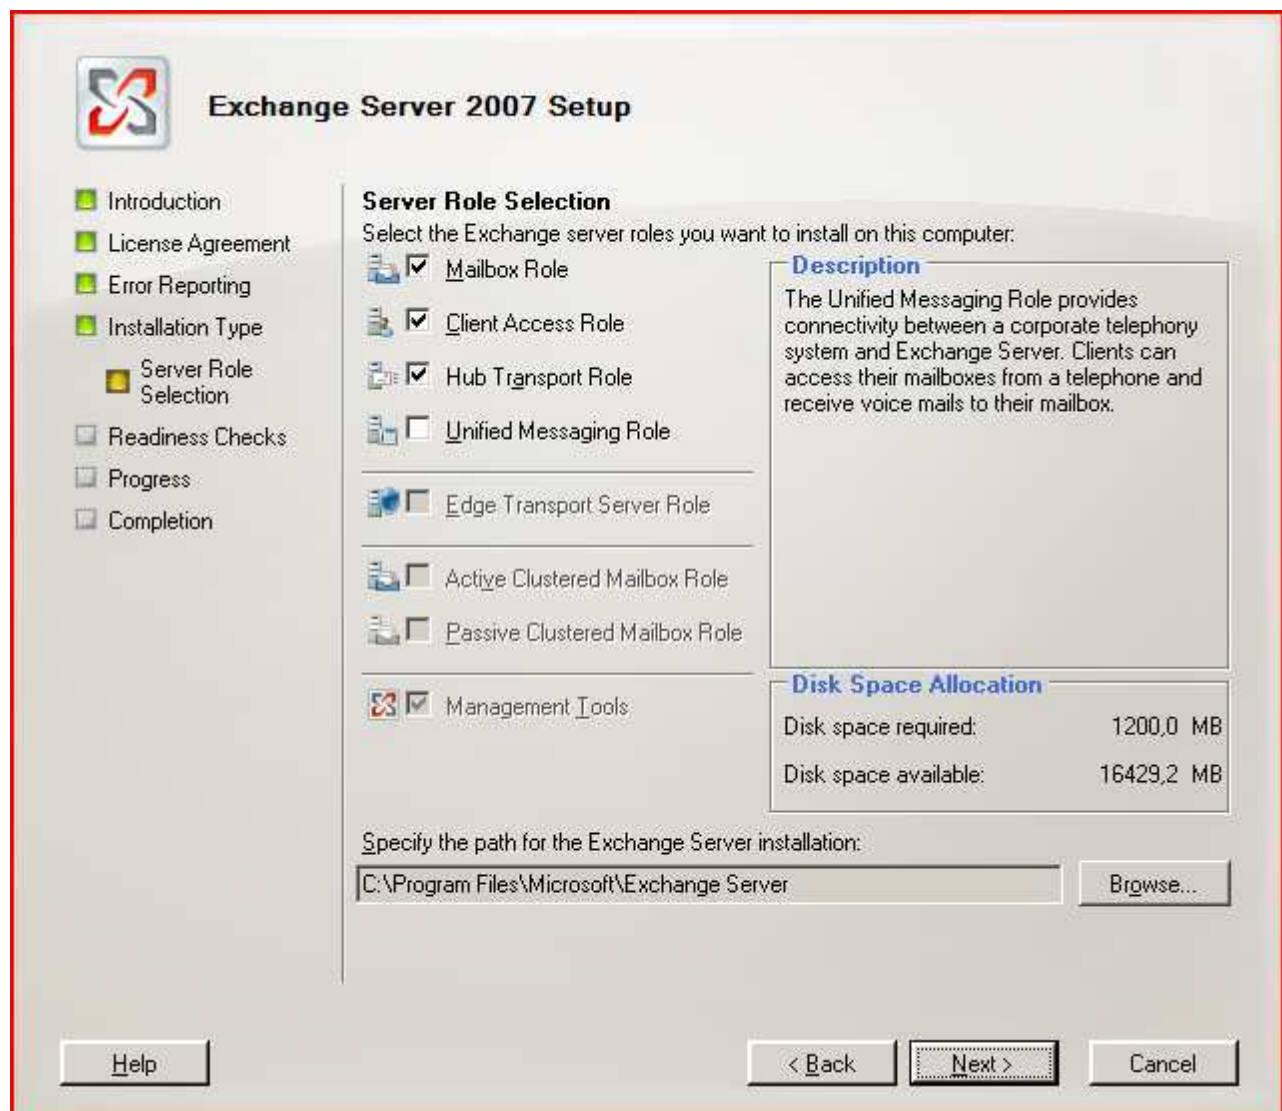 Exchange Server 2007 Setup
Introduction
License Agreement
Error Reporting
Installation Type
Server Role
Selection
Readiness Checks
Progress
Completion
Server Role Selection
Select the Exchange server roles you want to install on this computer:
Mailbox Role
Client Access Role
Hub Transport Role
Unified Messaging Role
Edge Transport Server Role
Active Clustered Mailbox Role
Passive Clustered Mailbox Role
Management Tools
Description
The Unified Messaging Role provides
connectivity between a corporate telephony
system and Exchange Server. Clients can
access their mailboxes from a telephone and
receive voice mails to their mailbox.
Disk Space Allocation
Disk space required: 1200,0 MB
Disk space available: 16429,2 MB
Specify the path for the Exchange Server installation:
C:\Program Files\Microsoft\Exchange Server
Browse...
Help
< Back
Next >
Cancel